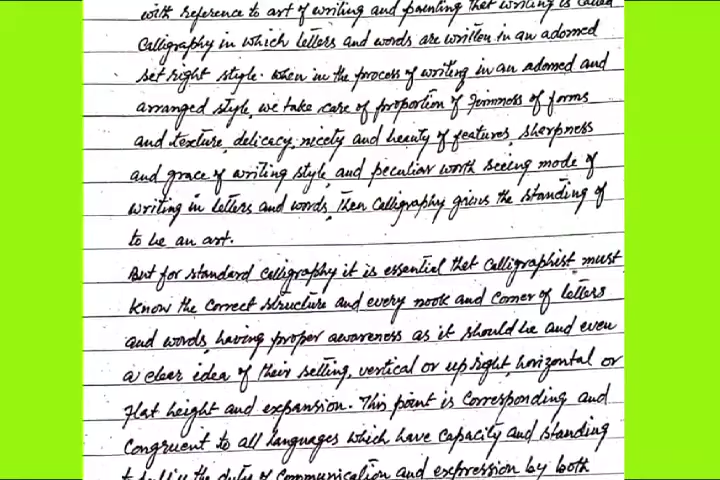 with reference to art of writing and painting that writing is called
Calligraphy in which letters and words are written in an adorned
set right style. When in the process of writing in an adorned and
arranged style, we take care of proportion of Firmness of forms
and texture, delicacy, nicety and beauty of features, sharpness
and grace of writing style, and peculiar worth seeing mode of
writing in letters and words, then Calligraphy gains the standing of
to be an art.
But for standard calligraphy it is essential that calligraphist must
know the correct structure and every nook and corner of letters
and words, having proper awareness as it should be and even
a clear idea of their setting, vertical or upright, horizontal or
flat height and expansion. This point is corresponding and
congruent to all languages which have capacity and standing
the duty of communication and expression by both